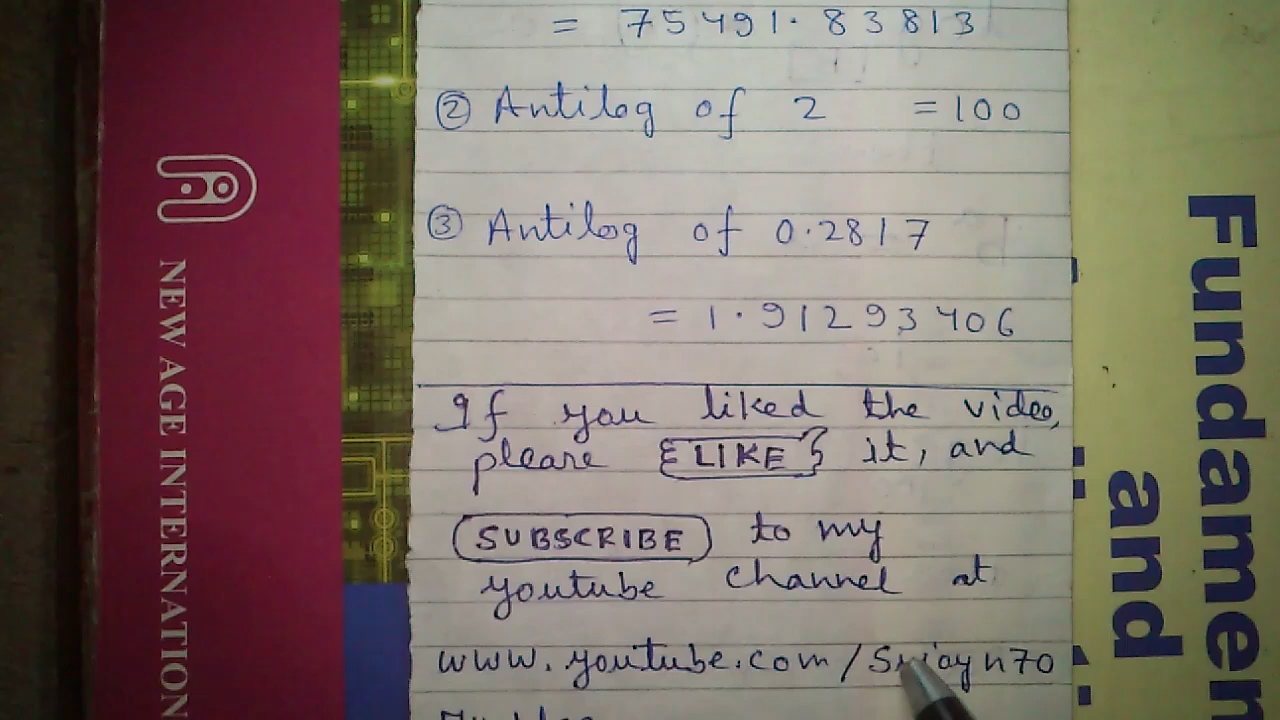 = 75491.83813
② Antilog of 2 = 100
③ Antilog of 0.2817
= 1.91293406
If you liked the video,
please {LIKE} it, and
SUBSCRIBE to my
youtube channel at
www.youtube.com/
NEW AGE INTERNATION
Fundamen
and